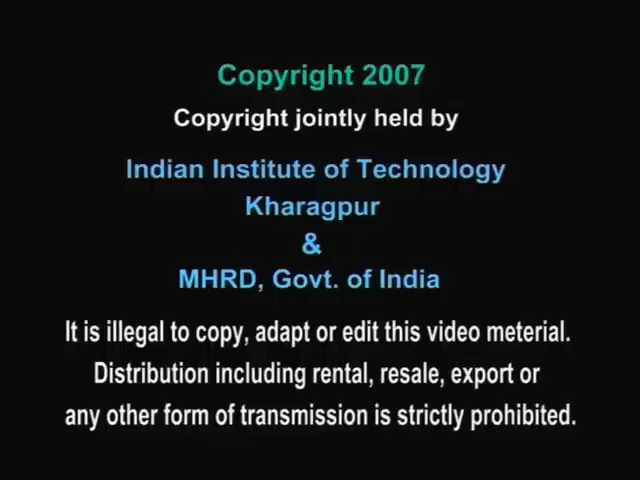 Copyright 2007
Copyright jointly held by
Indian Institute of Technology
Kharagpur
&
MHRD, Govt. of India
It is illegal to copy, adapt or edit this video meterial.
Distribution including rental, resale, export or
any other form of transmission is strictly prohibited.